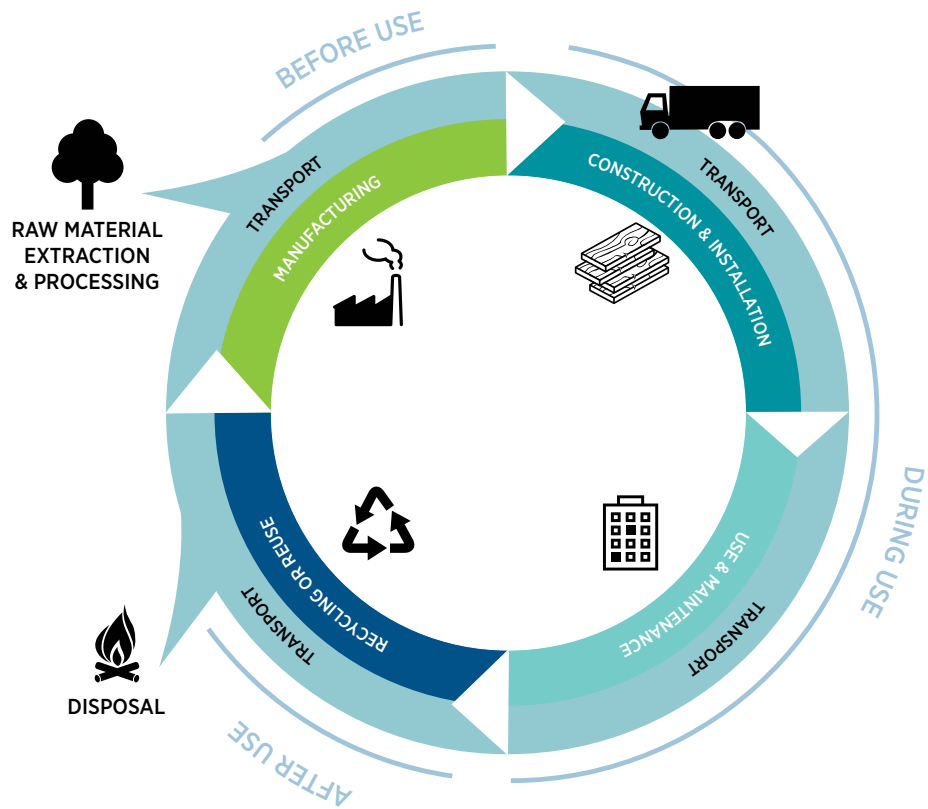 BEFORE USE
TRANSPORT
MANUFACTURING
RAW MATERIAL
EXTRACTION
& PROCESSING
CONSTRUCTION & INSTALLATION
TRANSPORT
DURING USE
USE & MAINTENANCE
TRANSPORT
RECYCLING OR REUSE
TRANSPORT
DISPOSAL
AFTER USE